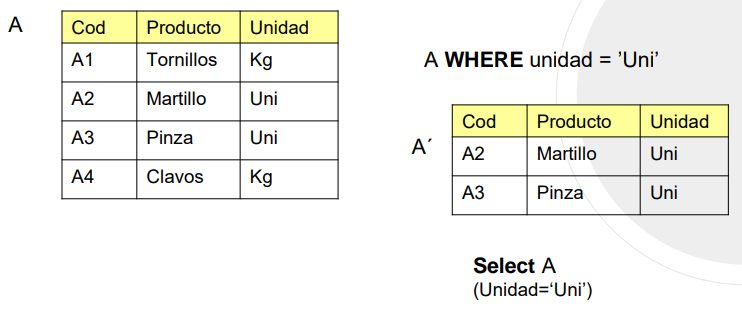 A
Cod Producto Unidad
A1 Tornillos Kg
A2 Martillo Uni
A3 Pinza Uni
A4 Clavos Kg
A WHERE unidad = ’Uni’
A´
Cod Producto Unidad
A2 Martillo Uni
A3 Pinza Uni
Select A
(Unidad=‘Uni’)